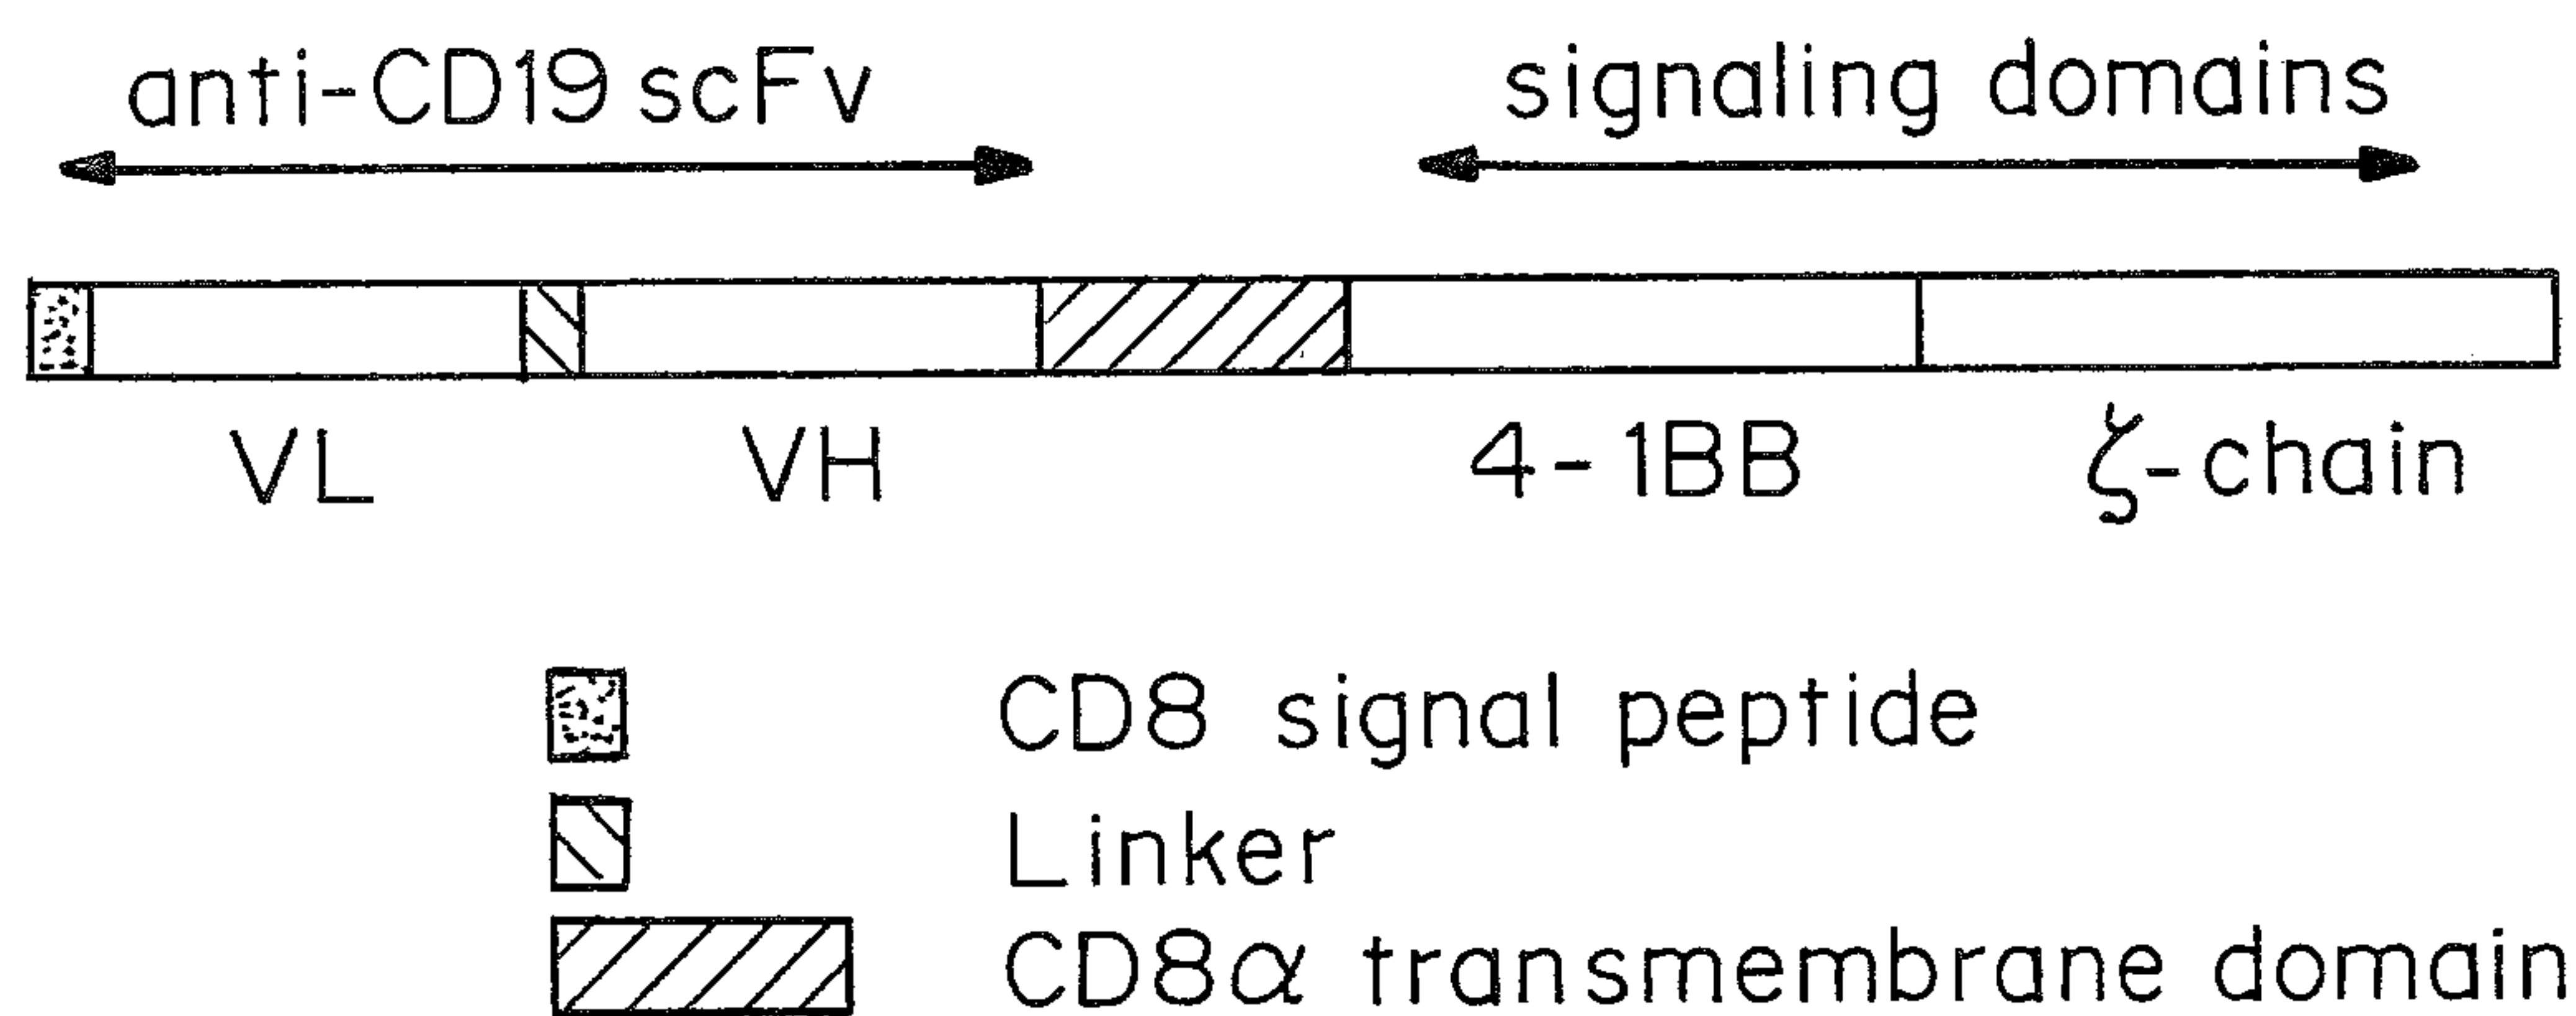 anti-CD19 scFv signaling domains
VL VH 4-1BB ζ-chain
CD8 signal peptide
Linker
CD8α transmembrane domain